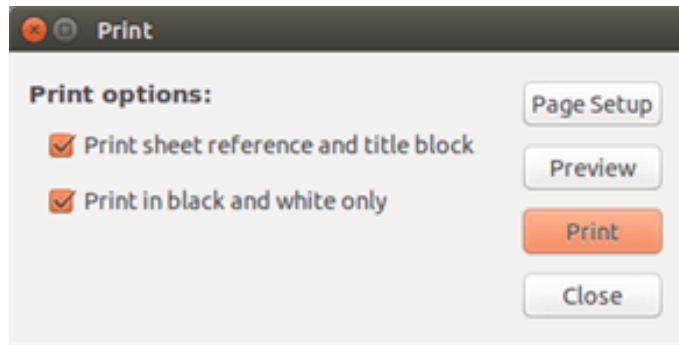 Print
Print options:
Page Setup
Print sheet reference and title block
Preview
Print in black and white only
Print
Close